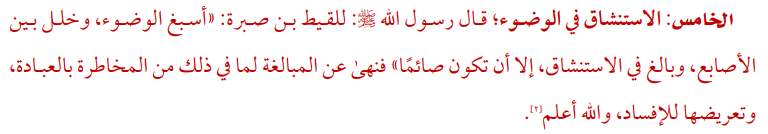 الخامس: الاستنشاق في الوضوء؛ قال رسول الله ﷺ: للقيط بن صبرة: «أسبغ الوضوء، وخلل بين
الأصابع، وبالغ في الاستنشاق، إلا أن تكون صائمًا» فنهىٰ عن المبالغة لما في ذلك من المخاطرة بالعبادة،
وتعريضها للإفساد، والله أعلم[٢].